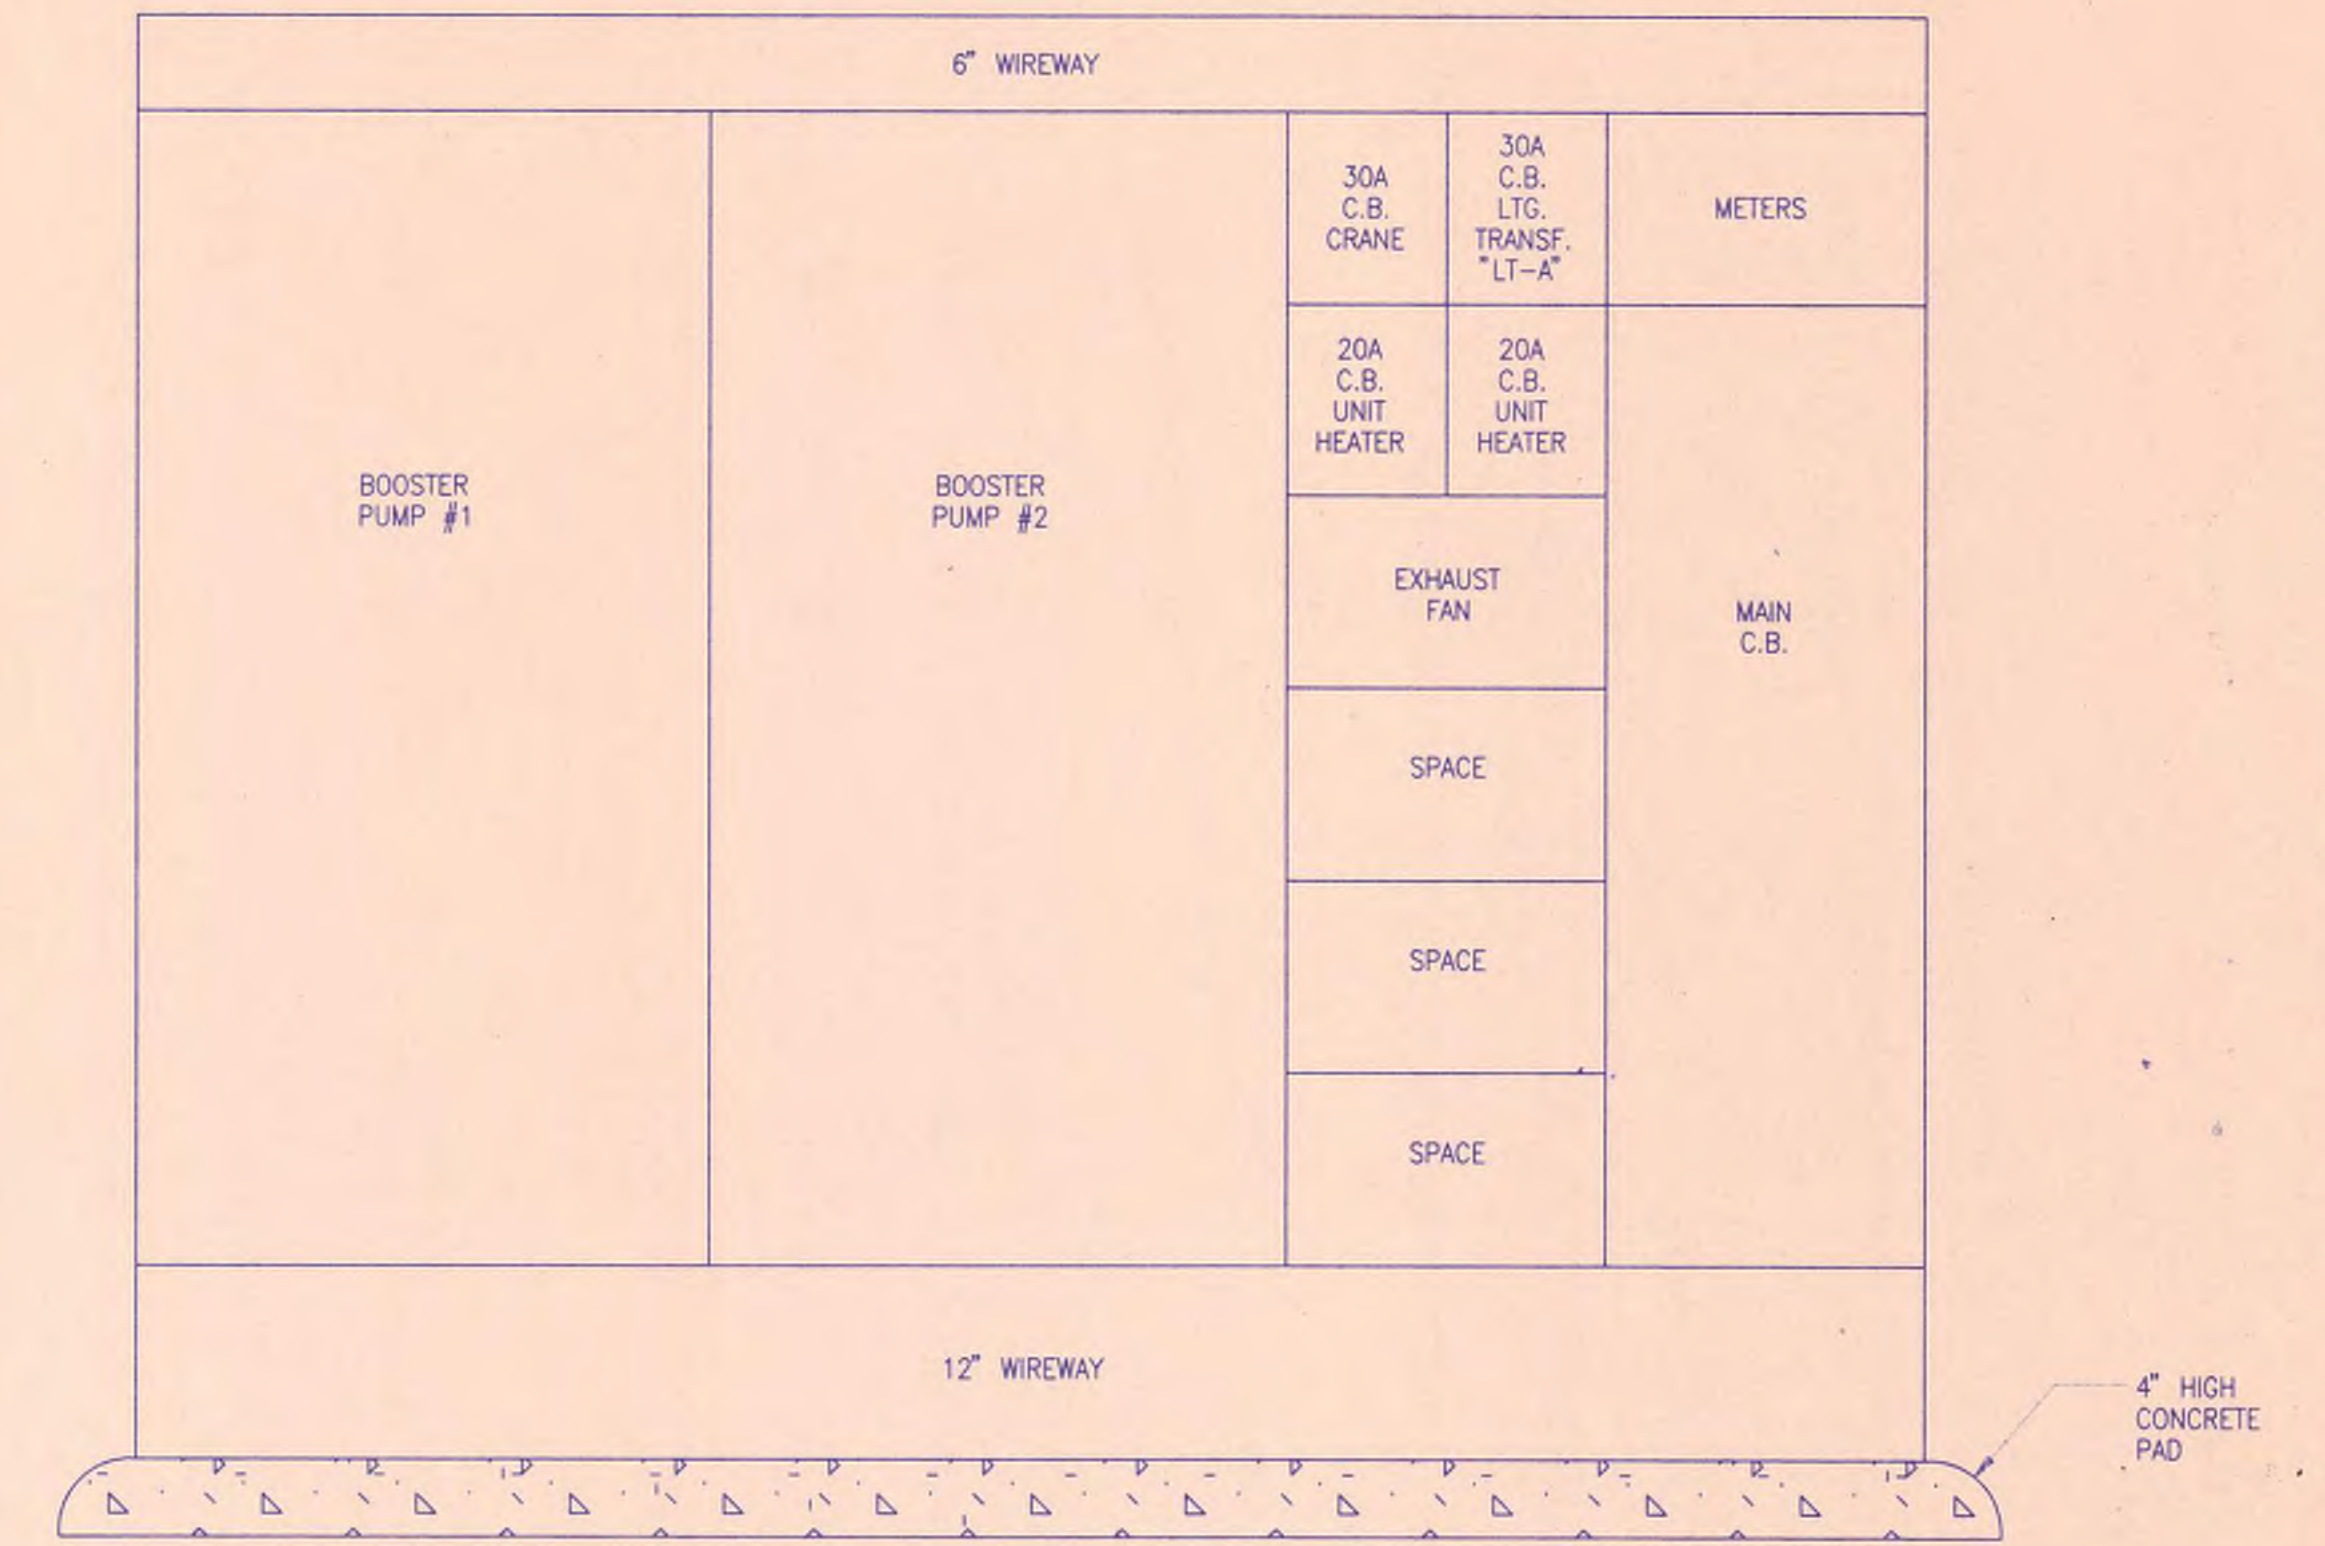 6" WIREWAY
BOOSTER
PUMP #1
BOOSTER
PUMP #2
30A
C.B.
CRANE
30A
C.B.
LTG.
TRANSF.
"LT-A"
METERS
20A
C.B.
UNIT
HEATER
20A
C.B.
UNIT
HEATER
EXHAUST
FAN
MAIN
C.B.
SPACE
SPACE
SPACE
12" WIREWAY
4" HIGH
CONCRETE
PAD